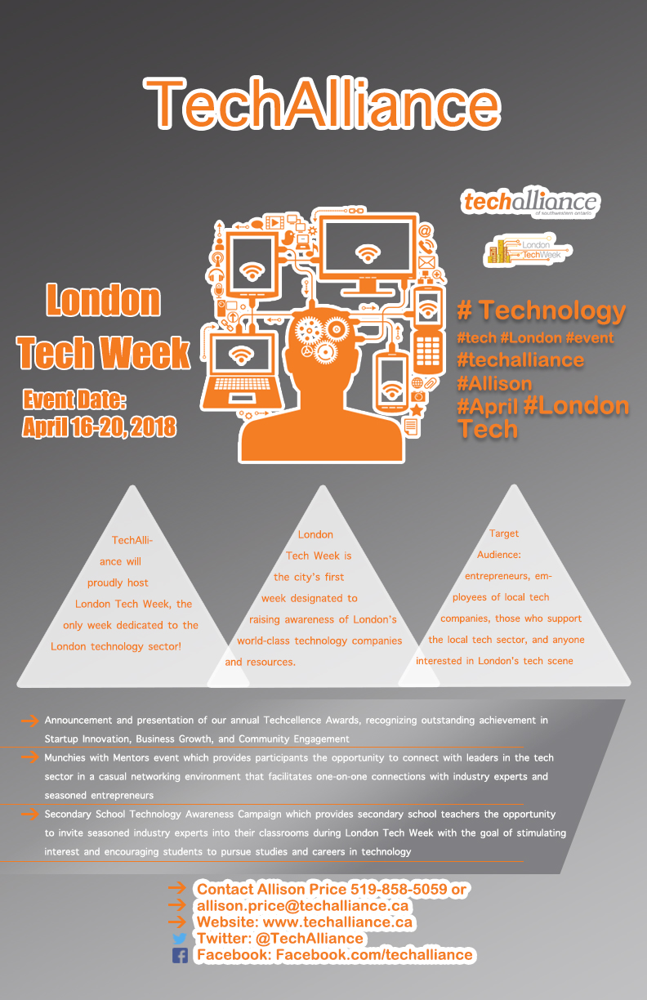 TechAlliance
techalliance
of southwestern ontario
London
TechWeek
London
Tech Week
Event Date:
April 16-20, 2018
# Technology
#tech #London #event
#techalliance
#Allison
#April #London
Tech
TechAlli-
ance will
proudly host
London Tech Week, the
only week dedicated to the
London technology sector!
London
Tech Week is
the city's first
week designated to
raising awareness of London's
world-class technology companies
and resources.
Target
Audience:
entrepreneurs, em-
ployees of local tech
companies, those who support
the local tech sector, and anyone
interested in London's tech scene
Announcement and presentation of our annual Techcellence Awards, recognizing outstanding achievement in
Startup Innovation, Business Growth, and Community Engagement
Munchies with Mentors event which provides participants the opportunity to connect with leaders in the tech
sector in a casual networking environment that facilitates one-on-one connections with industry experts and
seasoned entrepreneurs
Secondary School Technology Awareness Campaign which provides secondary school teachers the opportunity
to invite seasoned industry experts into their classrooms during London Tech Week with the goal of stimulating
interest and encouraging students to pursue studies and careers in technology
Contact Allison Price 519-858-5059 or
allison.price@techalliance.ca
Website: www.techalliance.ca
Twitter: @TechAlliance
Facebook: Facebook.com/techalliance